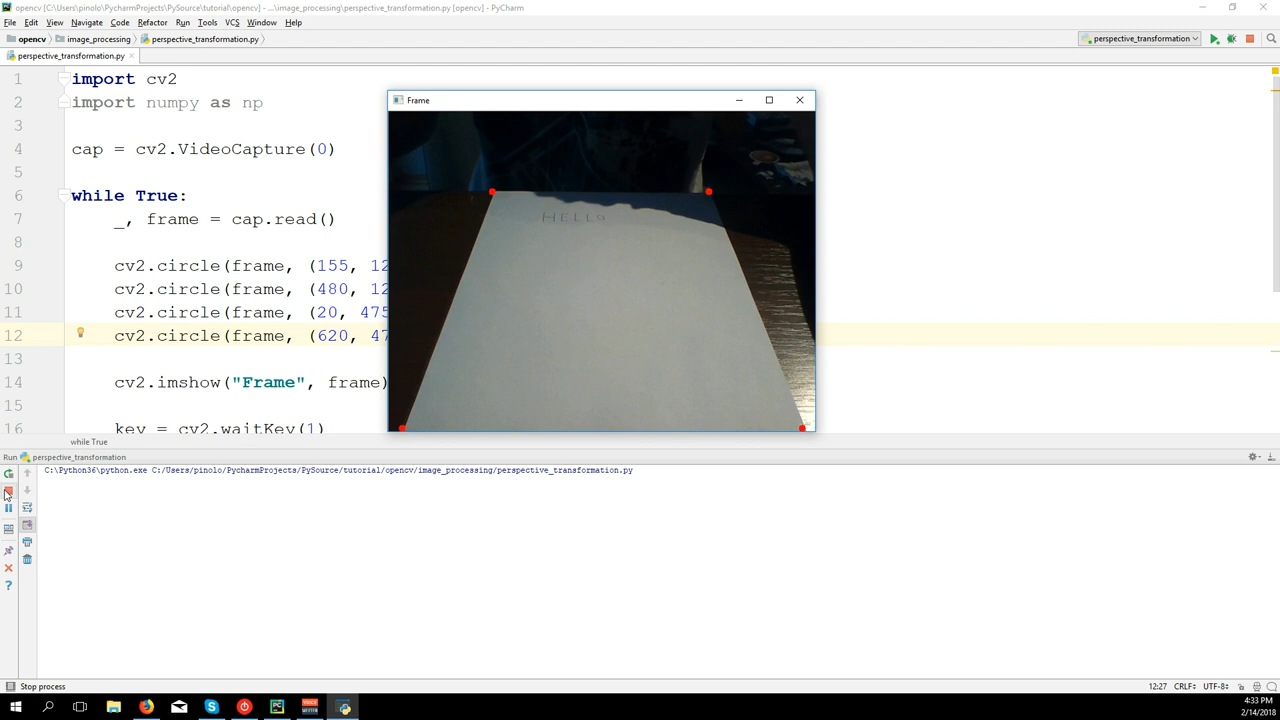 opencv [C:\Users\pinolo\PycharmProjects\PySource\tutorial\opencv] - ...\image_processing\perspective_transformation.py [opencv] - PyCharm
File Edit View Navigate Code Refactor Run Tools VCS Window Help
opencv image_processing perspective_transformation.py perspective_transformation
perspective_transformation.py
Frame
1 import cv2
2 import numpy as np
3
4 cap = cv2.VideoCapture(0)
5
6 while True:
7 _, frame = cap.read()
8
9 cv2.circle(frame, (155, 12
10 cv2.circle(frame, (480, 12
11 cv2.circle(frame, (20, 475
12 cv2.circle(frame, (620, 47
13
14 cv2.imshow("Frame", frame)
15
16 key = cv2.waitKey(1)
HELLo
while True
Run perspective_transformation
C:\Python36\python.exe C:/Users/pinolo/PycharmProjects/PySource/tutorial/opencv/image_processing/perspective_transformation.py
Stop process 12:27 CRLF UTF-8
4:33 PM
2/14/2018